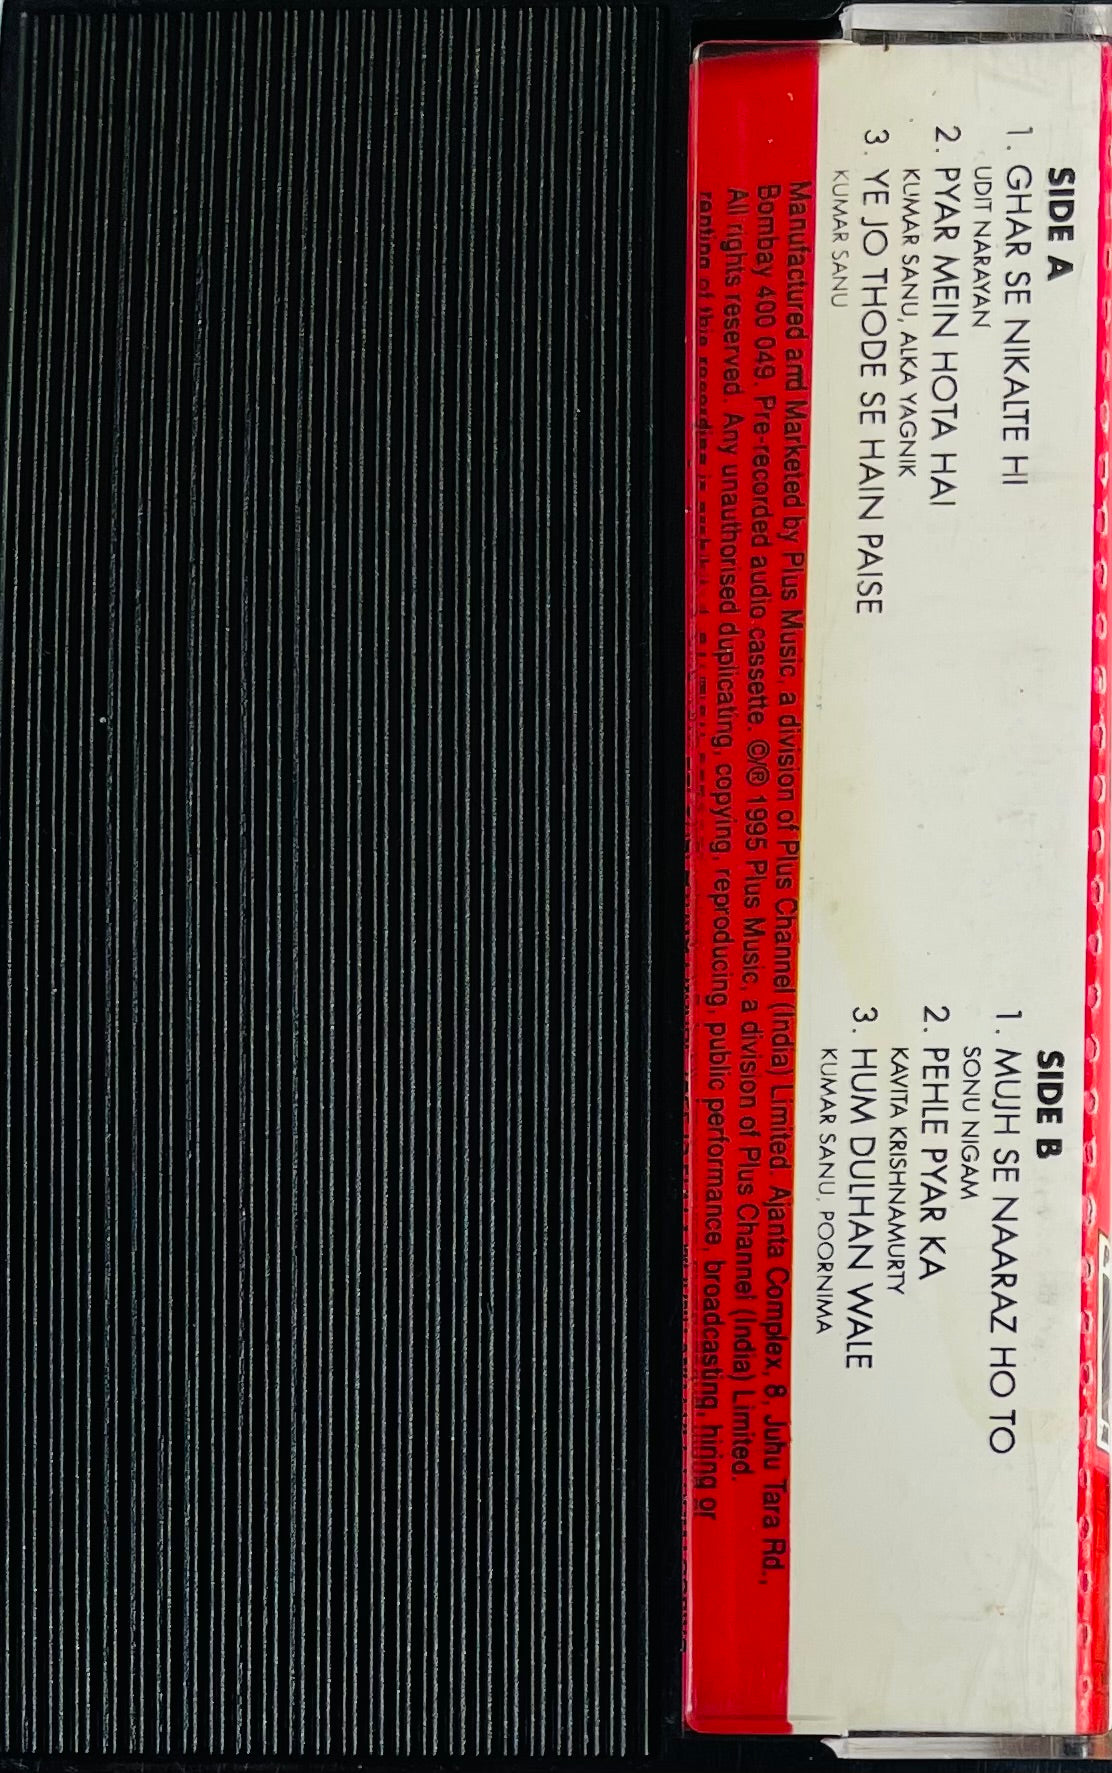 SIDE A
1. GHAR SE NIKALTE HI
UDIT NARAYAN
2. PYAR MEIN HOTA HAI
KUMAR SANU, ALKA YAGNIK
3. YE JO THODE SE HAIN PAISE
KUMAR SANU
SIDE B
1. MUJH SE NAARAZ HO TO
SONU NIGAM
2. PEHLE PYAR KA
KAVITA KRISHNAMURTY
3. HUM DULHAN WALE
KUMAR SANU, POORNIMA
Manufactured and Marketed by Plus Music, a division of Plus Channel (India) Limited. Ajanta Complex, 8, Juhu Tara Rd.,
Bombay 400 049. Pre-recorded audio cassette. ©/® 1995 Plus Music, a division of Plus Channel (India) Limited.
All rights reserved. Any unauthorised duplicating, copying, reproducing, public performance, broadcasting, hiring or
renting of this recording is